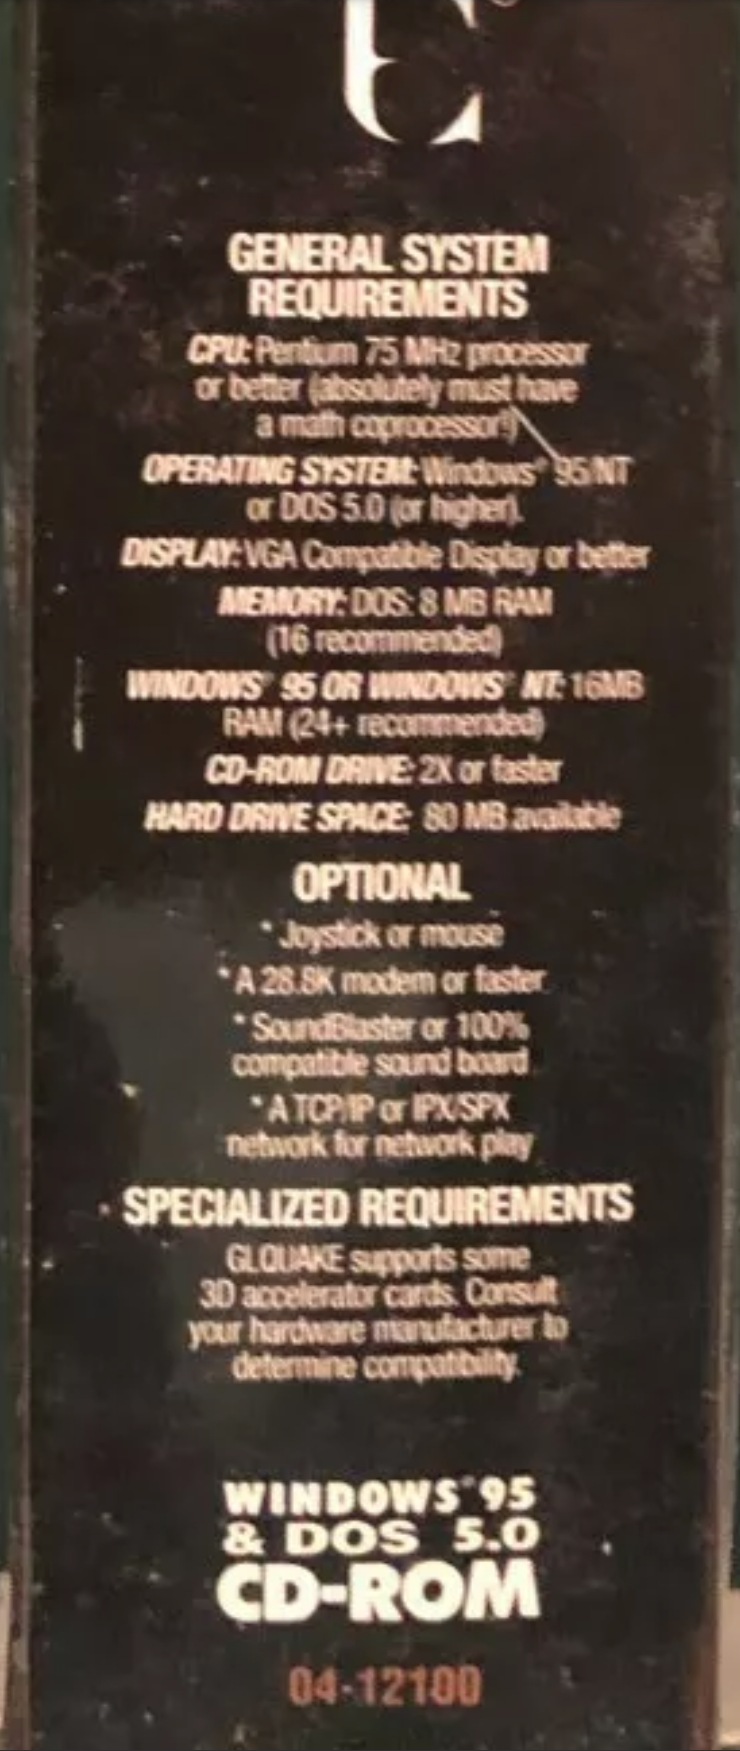 E
GENERAL SYSTEM
REQUIREMENTS
CPU: Pentium 75 MHz processor
or better (absolutely must have
a math coprocessor!)
OPERATING SYSTEM: Windows® 95/NT
or DOS 5.0 (or higher).
DISPLAY: VGA Compatible Display or better
MEMORY: DOS: 8 MB RAM
(16 recommended)
WINDOWS® 95 OR WINDOWS® NT: 16MB
RAM (24+ recommended)
CD-ROM DRIVE: 2X or faster
HARD DRIVE SPACE: 80 MB available
OPTIONAL
* Joystick or mouse
* A 28.8K modem or faster
* SoundBlaster or 100%
compatible sound board
* A TCP/IP or IPX/SPX
network for network play
SPECIALIZED REQUIREMENTS
GLQUAKE supports some
3D accelerator cards. Consult
your hardware manufacturer to
determine compatibility.
WINDOWS® 95
& DOS 5.0
CD-ROM
04-12100